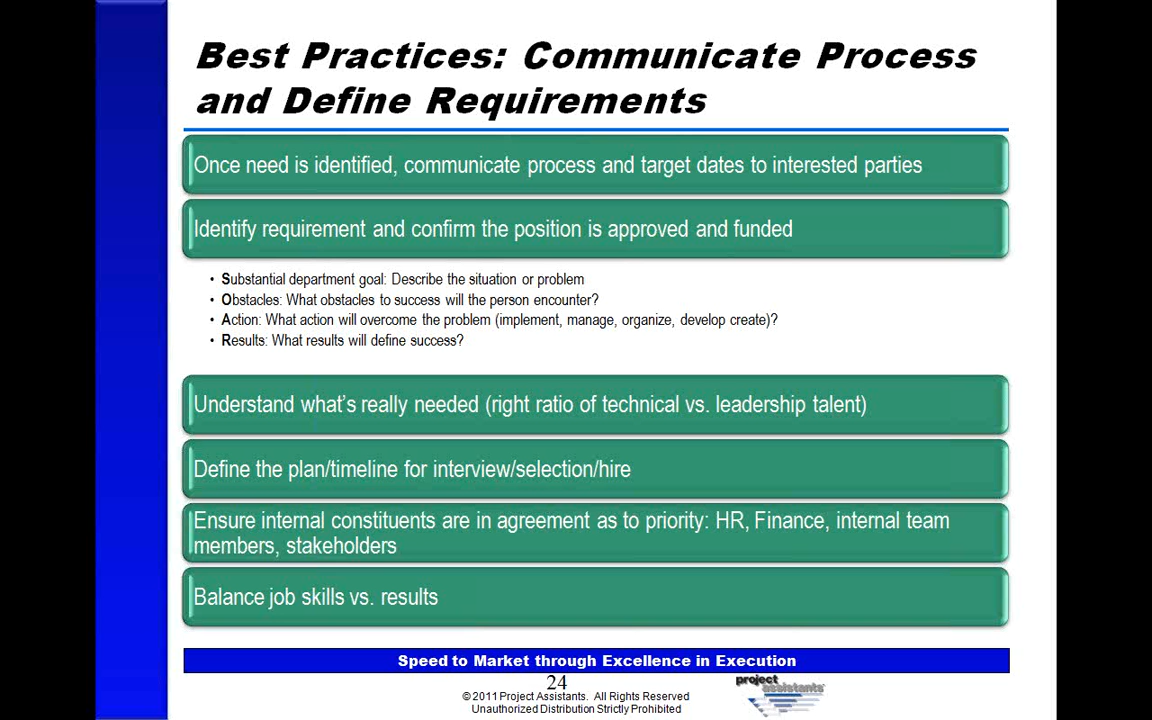 Best Practices: Communicate Process
and Define Requirements
Once need is identified, communicate process and target dates to interested parties
Identify requirement and confirm the position is approved and funded
• Substantial department goal: Describe the situation or problem
• Obstacles: What obstacles to success will the person encounter?
• Action: What action will overcome the problem (implement, manage, organize, develop create)?
• Results: What results will define success?
Understand what's really needed (right ratio of technical vs. leadership talent)
Define the plan/timeline for interview/selection/hire
Ensure internal constituents are in agreement as to priority: HR, Finance, internal team
members, stakeholders
Balance job skills vs. results
Speed to Market through Excellence in Execution
24
©2011 Project Assistants. All Rights Reserved
Unauthorized Distribution Strictly Prohibited
project
assistants